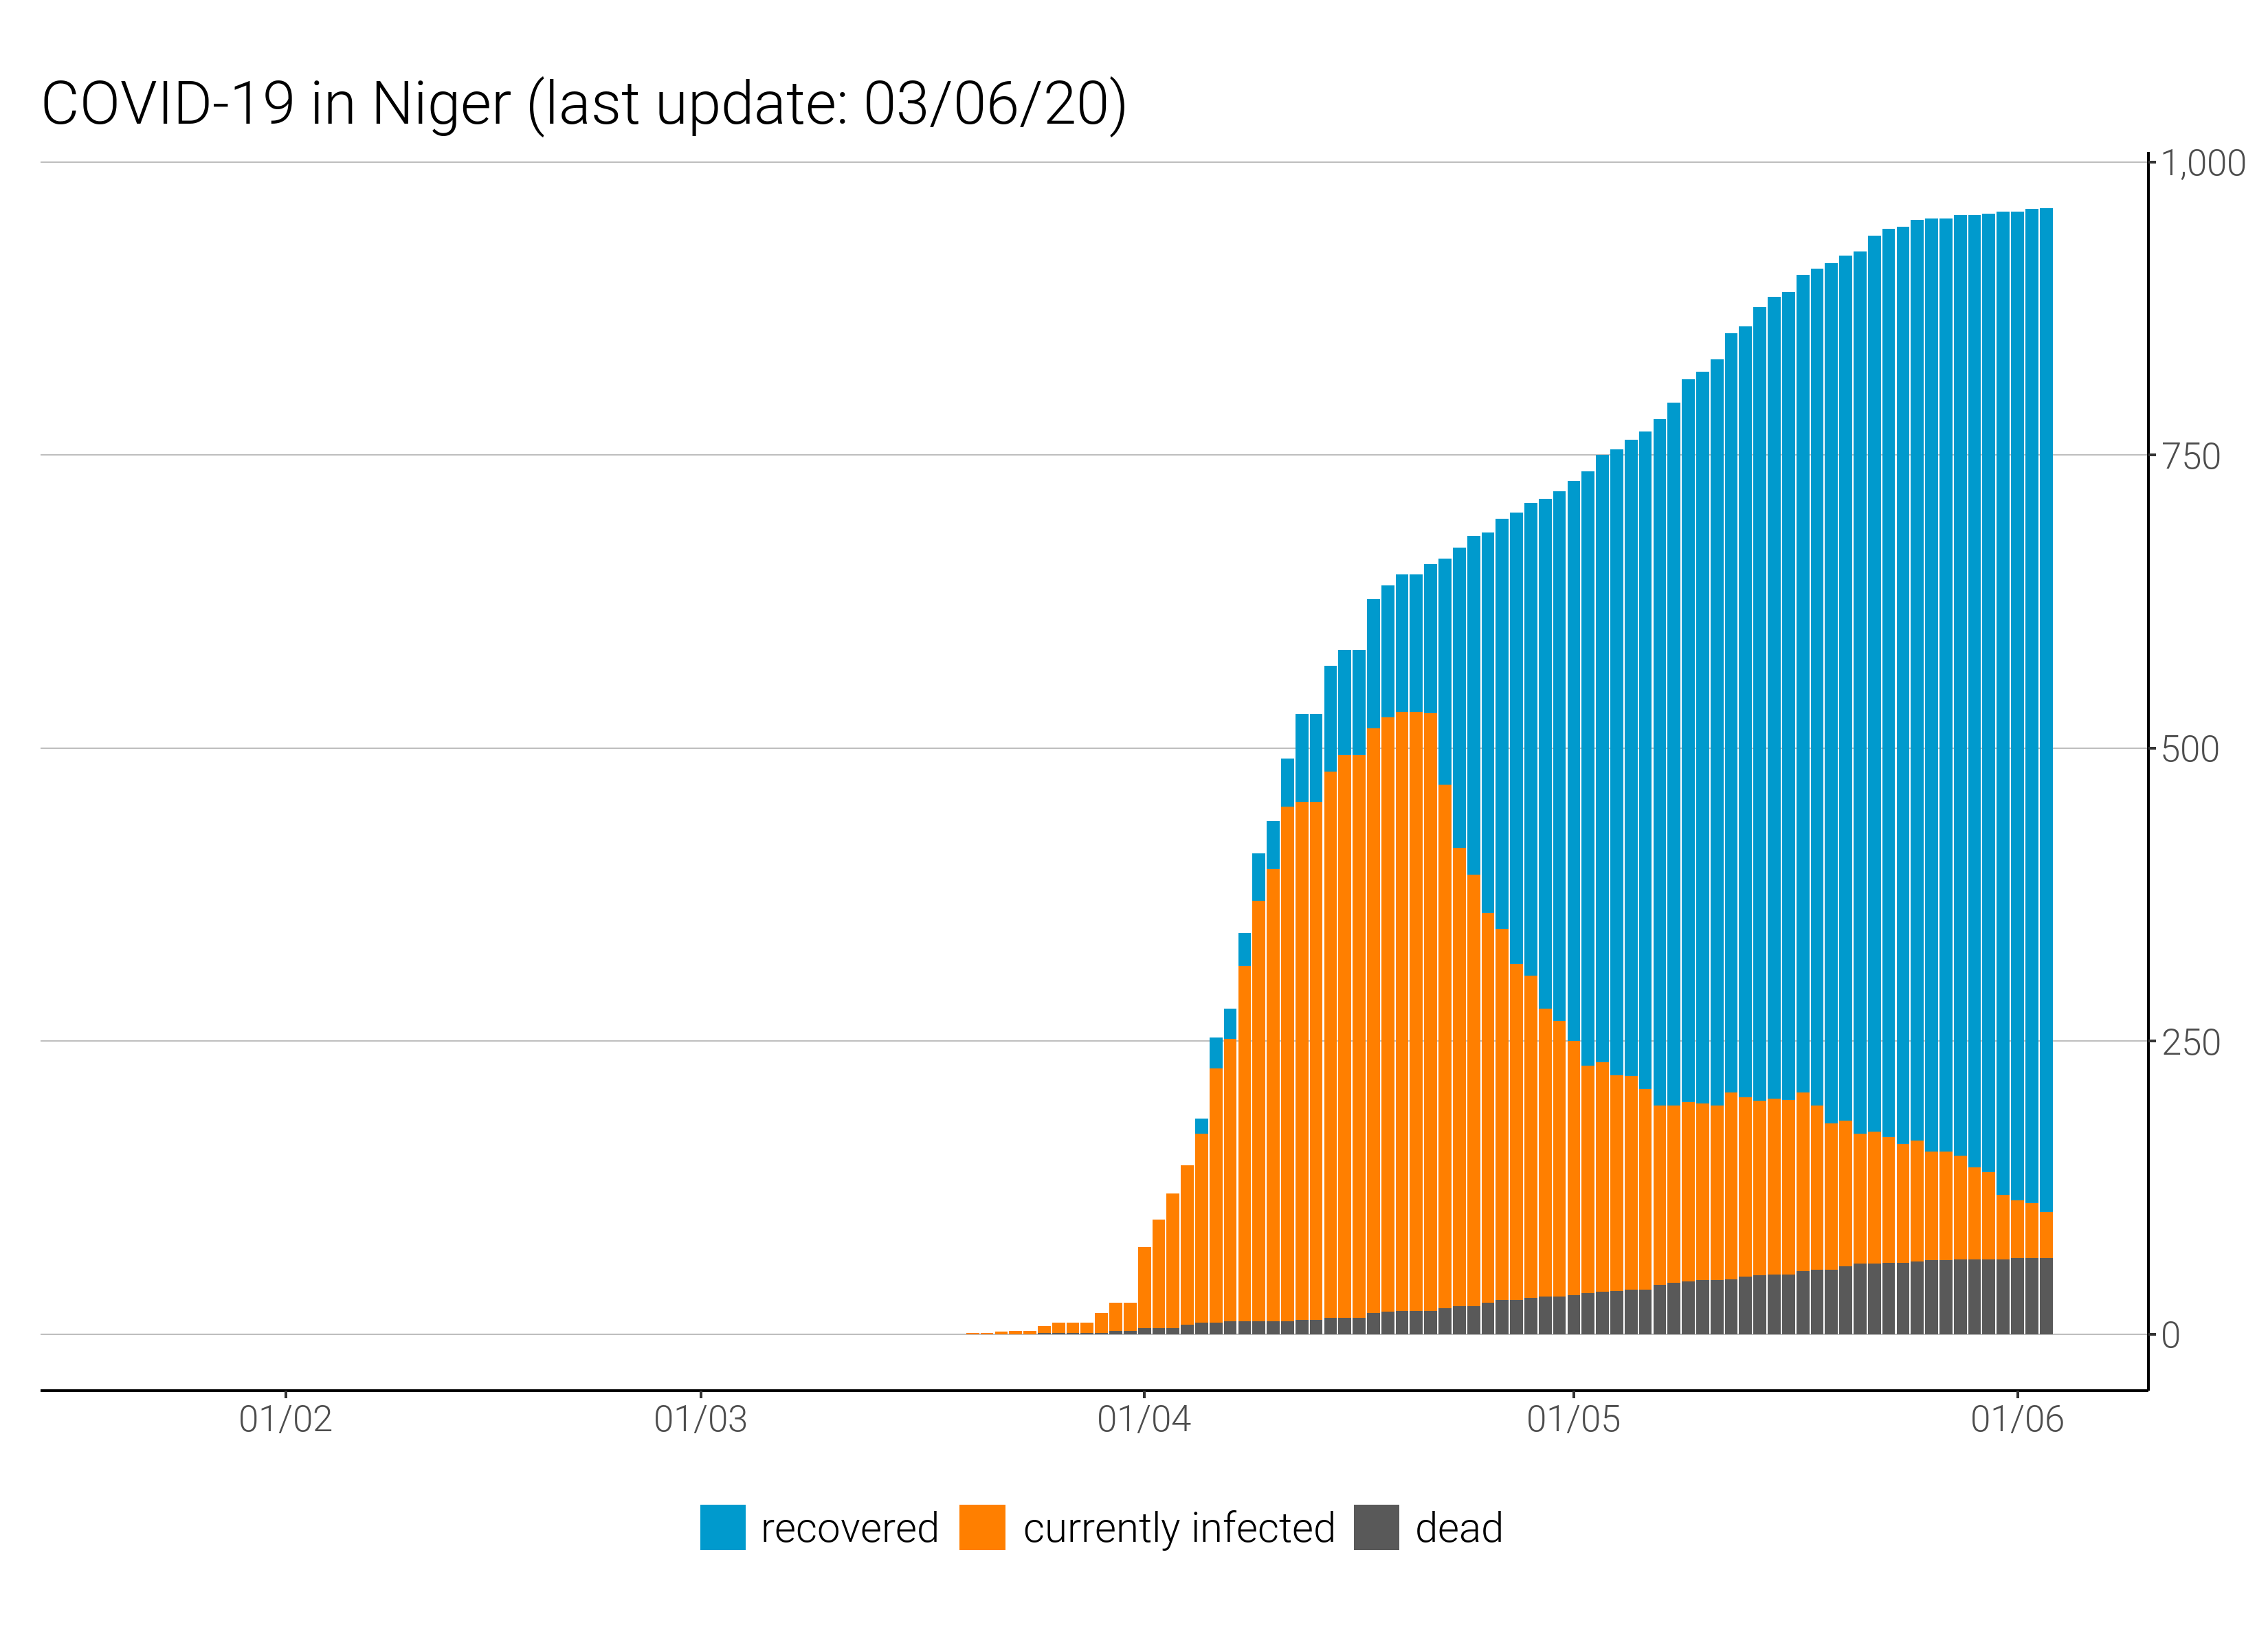 COVID-19 in Niger (last update: 03/06/20)
1,000
750
500
250
0
01/02 01/03 01/04 01/05 01/06
recovered currently infected dead